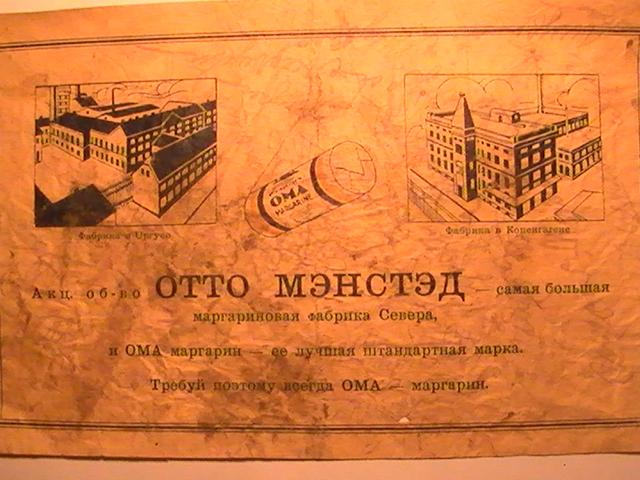 ОМА
MARGARINE
Фабрика в Орхусе
Фабрика в Копенгагене
Акц. об-во ОТТО МЭНСТЭД — самая большая
маргариновая фабрика Севера,
и ОМА маргарин — ее лучшая штандартная марка.
Требуй поэтому всегда ОМА — маргарин.